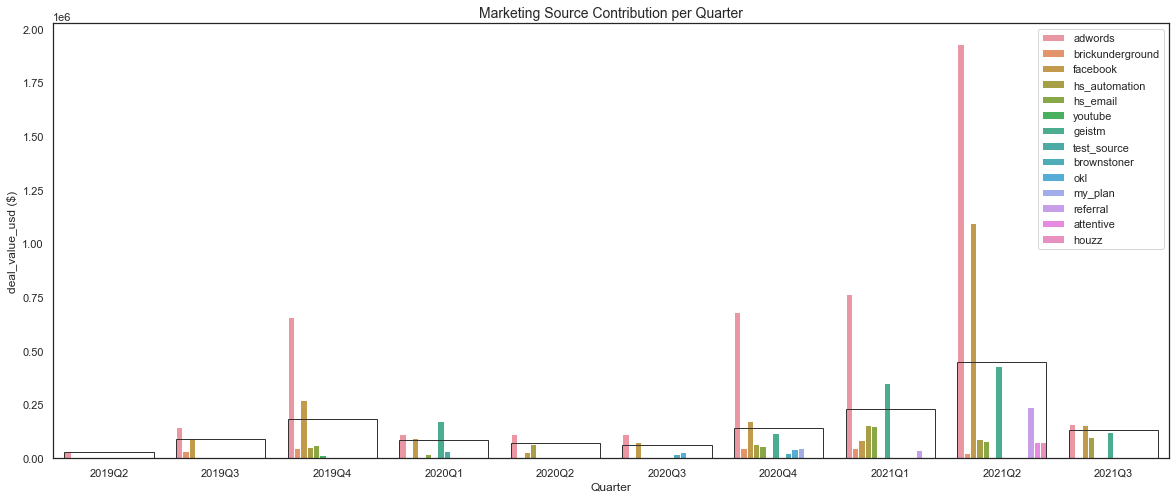 Marketing Source Contribution per Quarter
1e6
2.00
1.75
1.50
1.25
1.00
0.75
0.50
0.25
0.00
deal_value_usd ($)
adwords
brickunderground
facebook
hs_automation
hs_email
youtube
geistm
test_source
brownstoner
okl
my_plan
referral
attentive
houzz
2019Q2 2019Q3 2019Q4 2020Q1 2020Q2 2020Q3 2020Q4 2021Q1 2021Q2 2021Q3
Quarter